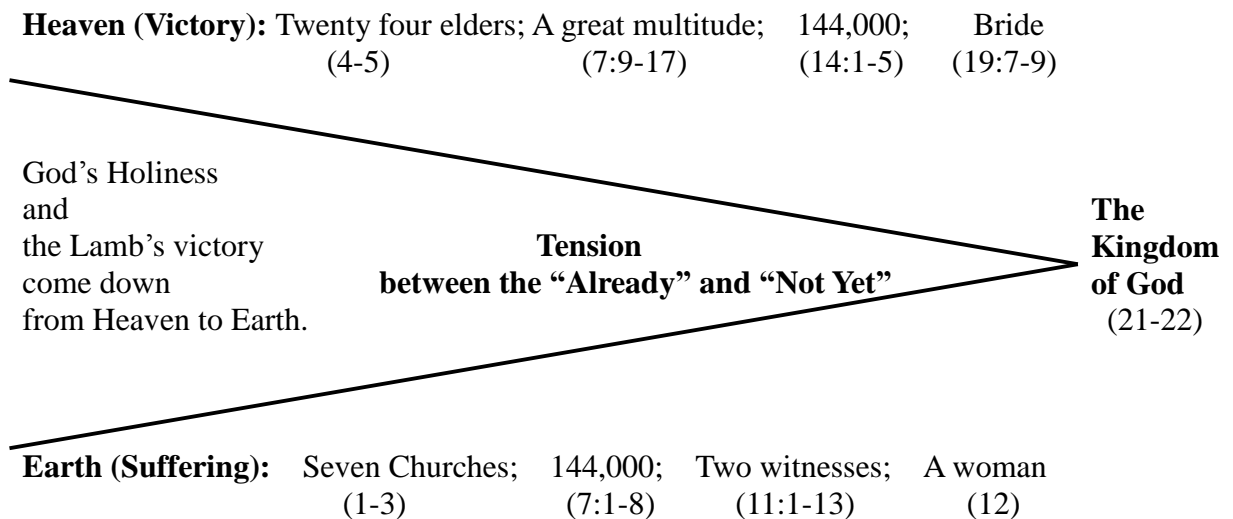 Heaven (Victory): Twenty four elders; A great multitude; 144,000; Bride
(4-5) (7:9-17) (14:1-5) (19:7-9)
God’s Holiness
and
the Lamb’s victory
come down
from Heaven to Earth.
Tension
between the “Already” and “Not Yet”
The
Kingdom
of God
(21-22)
Earth (Suffering): Seven Churches; 144,000; Two witnesses; A woman
(1-3) (7:1-8) (11:1-13) (12)